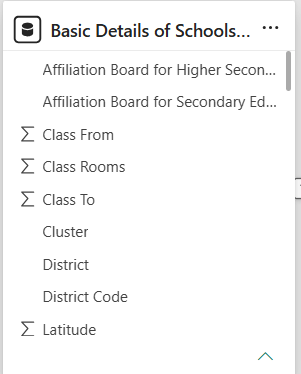 Basic Details of Schools...
Affiliation Board for Higher Secon...
Affiliation Board for Secondary Ed...
Class From
Class Rooms
Class To
Cluster
District
District Code
Latitude